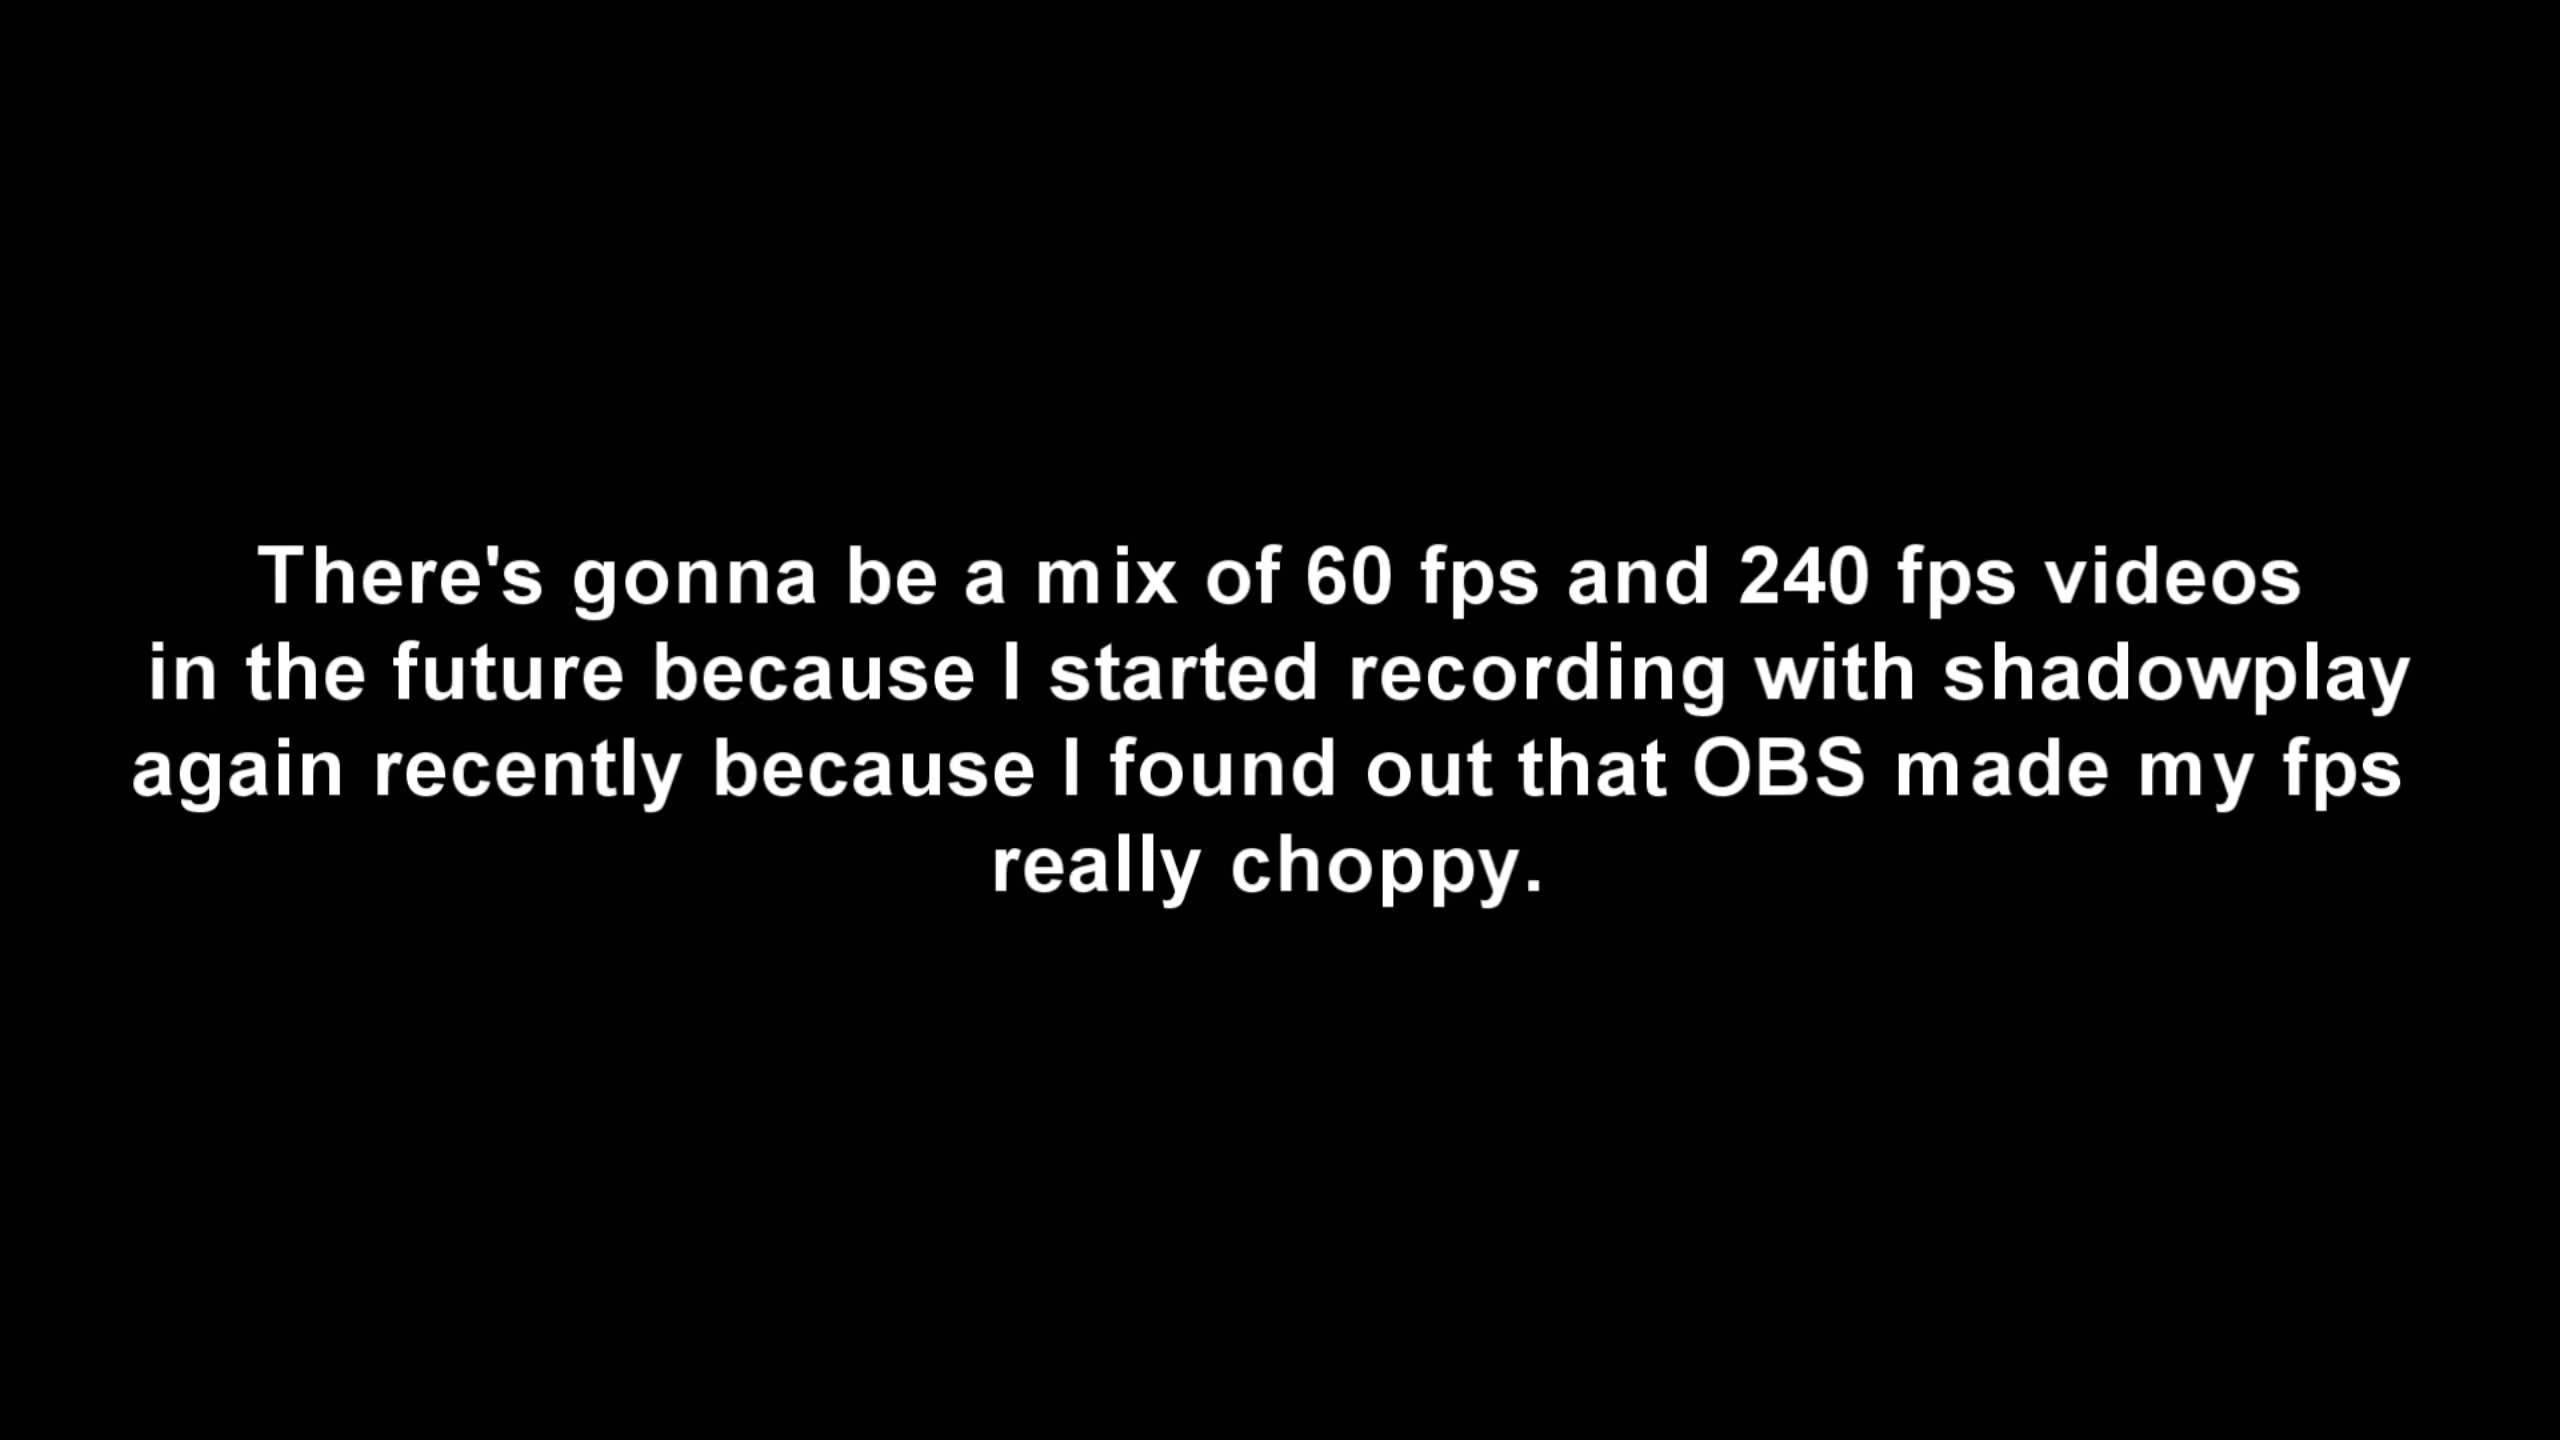 There's gonna be a mix of 60 fps and 240 fps videos
in the future because I started recording with shadowplay
again recently because I found out that OBS made my fps
really choppy.